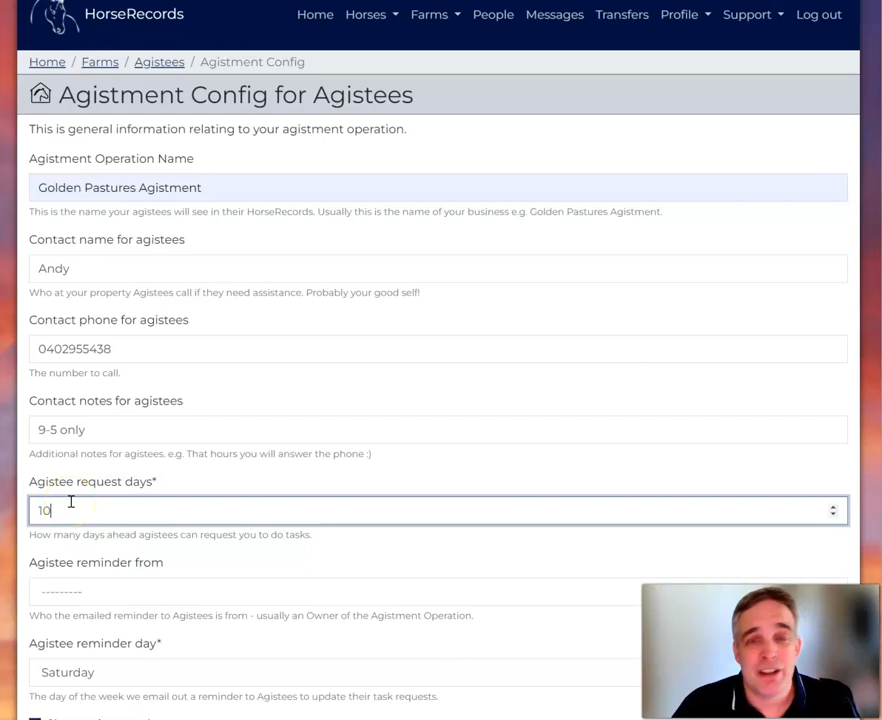 HorseRecords
Home Horses Farms People Messages Transfers Profile Support Log out
Home / Farms / Agistees / Agistment Config
Agistment Config for Agistees
This is general information relating to your agistment operation.
Agistment Operation Name
Golden Pastures Agistment
This is the name your agistees will see in their HorseRecords. Usually this is the name of your business e.g. Golden Pastures Agistment.
Contact name for agistees
Andy
Who at your property Agistees call if they need assistance. Probably your good self!
Contact phone for agistees
0402955438
The number to call.
Contact notes for agistees
9-5 only
Additional notes for agistees. e.g. That hours you will answer the phone :)
Agistee request days*
10
How many days ahead agistees can request you to do tasks.
Agistee reminder from
---------
Who the emailed reminder to Agistees is from - usually an Owner of the Agistment Operation.
Agistee reminder day*
Saturday
The day of the week we email out a reminder to Agistees to update their task requests.